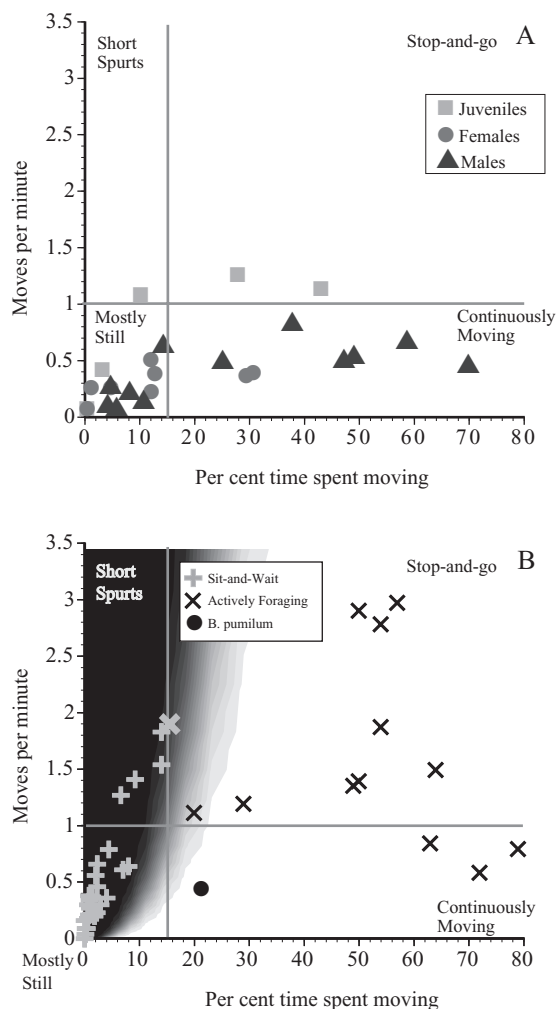 3.5
Short
Spurts
Stop-and-go
A
3
Juveniles
Females
Males
2.5
2
1.5
1
0.5
0
Moves per minute
Mostly
Still
Continuously
Moving
0 10 20 30 40 50 60 70 80
Per cent time spent moving
3.5
Short
Spurts
Stop-and-go
B
3
Sit-and-Wait
Actively Foraging
B. pumilum
2.5
2
1.5
1
0.5
0
Moves per minute
Continuously
Moving
Mostly
Still
0 10 20 30 40 50 60 70 80
Per cent time spent moving